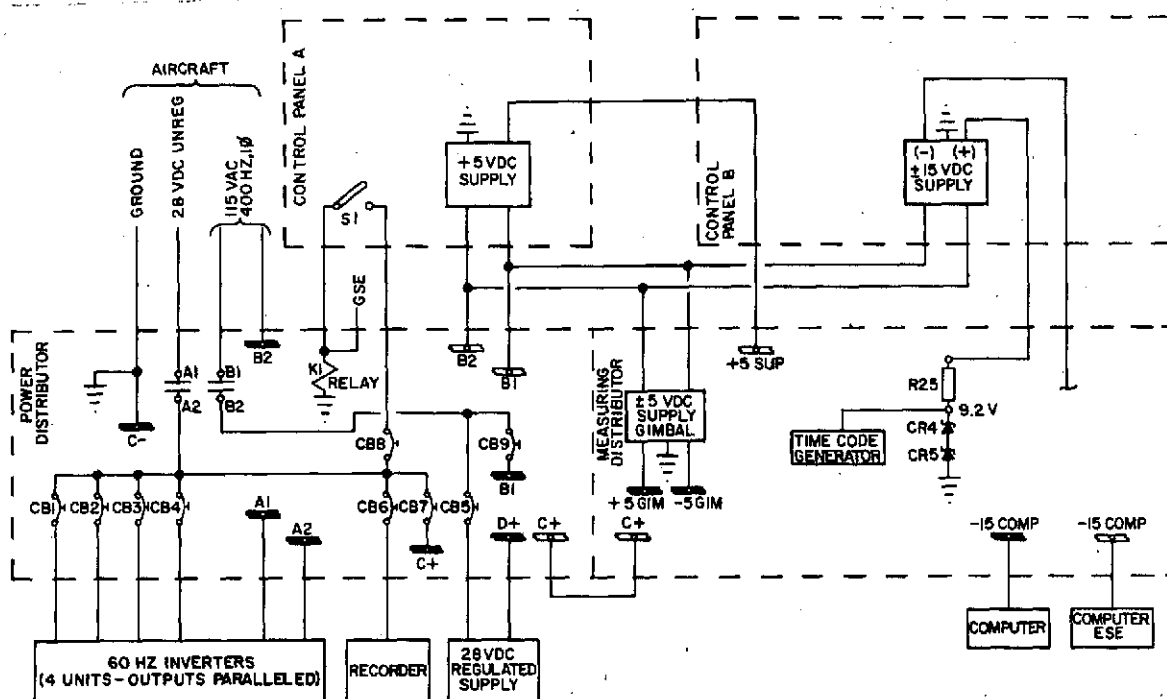 AIRCRAFT
GROUND
28 VDC UNREG
115 VAC
400 HZ, 1Ø
CONTROL PANEL A
S1
GSE
+5 VDC
SUPPLY
CONTROL
PANEL B
(-) (+)
±15 VDC
SUPPLY
POWER
DISTRIBUTOR
A1
A2
B1
B2
B2
C-
K1
RELAY
B2
B1
+5 SUP
MEASURING
DISTRIBUTOR
±5 VDC
SUPPLY
GIMBAL
+5 GIM
-5 GIM
R25
9.2 V
CR4
CR5
TIME CODE
GENERATOR
CB8
CB9
B1
CB1
CB2
CB3
CB4
A1
A2
CB6
CB7
CB5
C+
D+
C+
C+
-15 COMP
-15 COMP
60 HZ INVERTERS
(4 UNITS-OUTPUTS PARALLELED)
RECORDER
28 VDC
REGULATED
SUPPLY
COMPUTER
COMPUTER
ESE